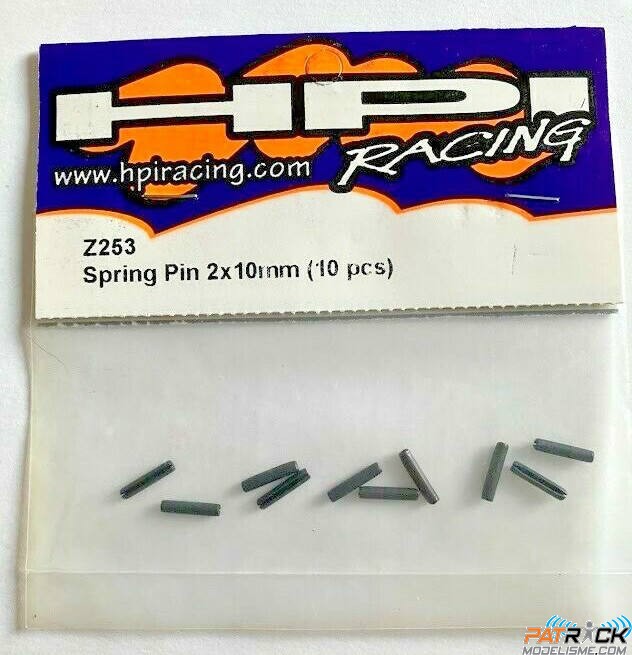 HPI
RACING
www.hpiracing.com
Z253
Spring Pin 2x10mm (10 pcs)
PATRICK
MODELISME.COM